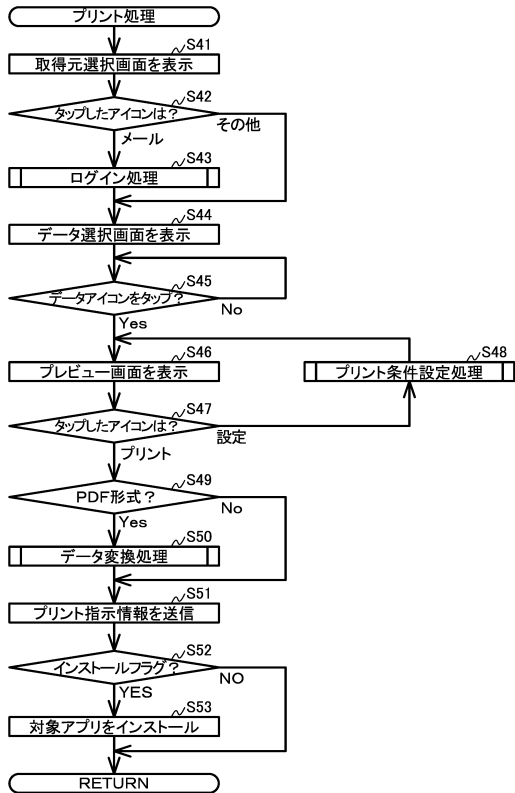 プリント処理
S41
取得元選択画面を表示
S42
タップしたアイコンは?
その他
メール
S43
ログイン処理
S44
データ選択画面を表示
S45
データアイコンをタップ?
No
Yes
S46
プレビュー画面を表示
S48
プリント条件設定処理
S47
タップしたアイコンは?
設定
プリント
S49
PDF形式?
No
Yes
S50
データ変換処理
S51
プリント指示情報を送信
S52
インストールフラグ?
NO
YES
S53
対象アプリをインストール
RETURN